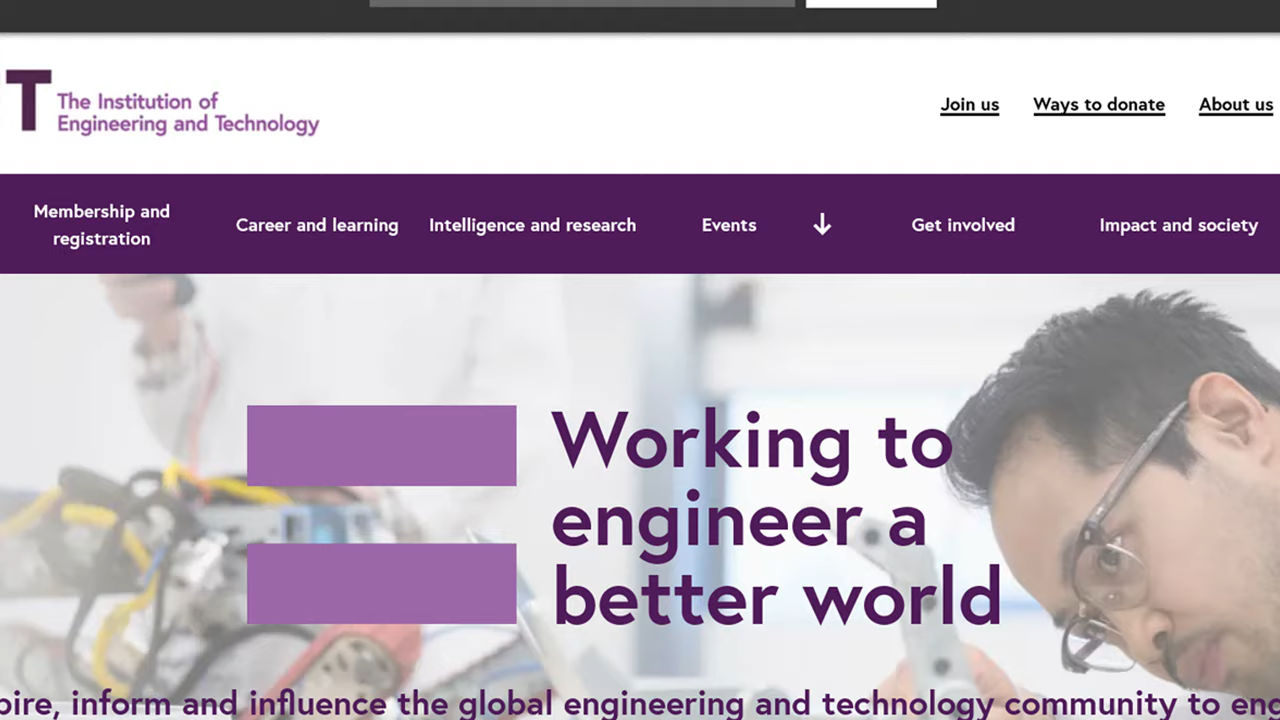 T The Institution of
Engineering and Technology
Join us Ways to donate About us
Membership and
registration
Career and learning Intelligence and research Events Get involved Impact and society
Working to
engineer a
better world
inform and influence the global engineering and technology community to